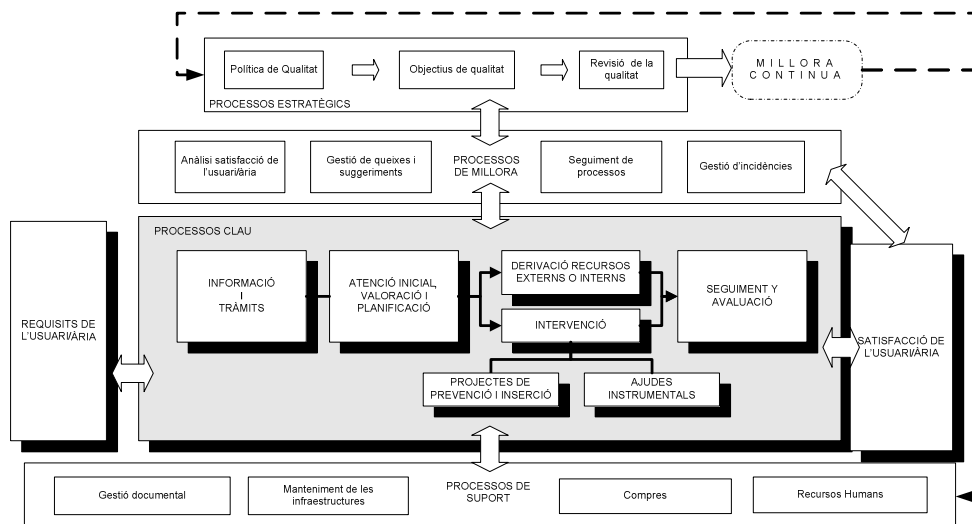 Política de Qualitat
Objectius de qualitat
Revisió de la
qualitat
PROCESSOS ESTRATÈGICS
MILLORA
CONTINUA
Anàlisi satisfacció de
l'usuari/ària
Gestió de queixes i
suggeriments
PROCESSOS
DE MILLORA
Seguiment de
processos
Gestió d'incidències
PROCESSOS CLAU
REQUISITS DE
L'USUARI/ÀRIA
INFORMACIÓ
I
TRÀMITS
ATENCIÓ INICIAL,
VALORACIÓ I
PLANIFICACIÓ
DERIVACIÓ RECURSOS
EXTERNS O INTERNS
INTERVENCIÓ
SEGUIMENT Y
AVALUACIÓ
PROJECTES DE
PREVENCIÓ I INSERCIÓ
AJUDES
INSTRUMENTALS
SATISFACCIÓ DE
L'USUARI/ÀRIA
Gestió documental
Manteniment de les
infraestructures
PROCESSOS DE
SUPORT
Compres
Recursos Humans